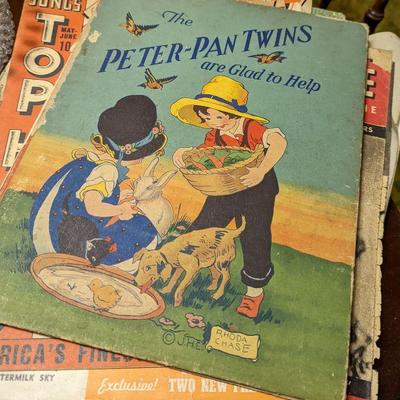 SONGS
TOP
MAY-
JUNE
10
The
PETER-PAN TWINS
are Glad to Help
E
© J.H.E.
RHODA
CHASE
RICA'S FINES
TERMILK SKY
Exclusive! TWO NEW